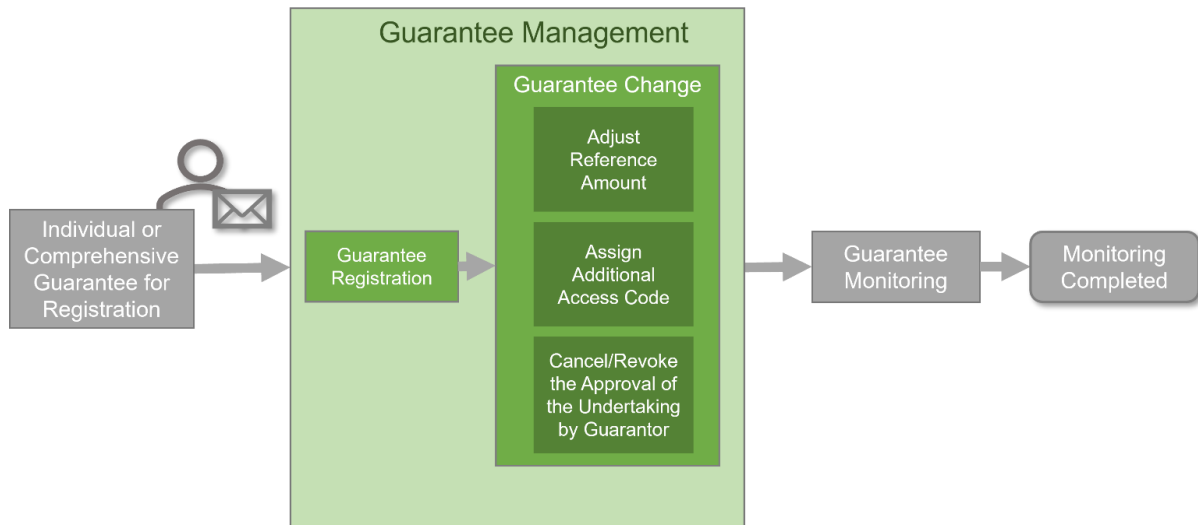 Guarantee Management
Individual or
Comprehensive
Guarantee for
Registration
Guarantee
Registration
Guarantee Change
Adjust
Reference
Amount
Assign
Additional
Access Code
Cancel/Revoke
the Approval of
the Undertaking
by Guarantor
Guarantee
Monitoring
Monitoring
Completed